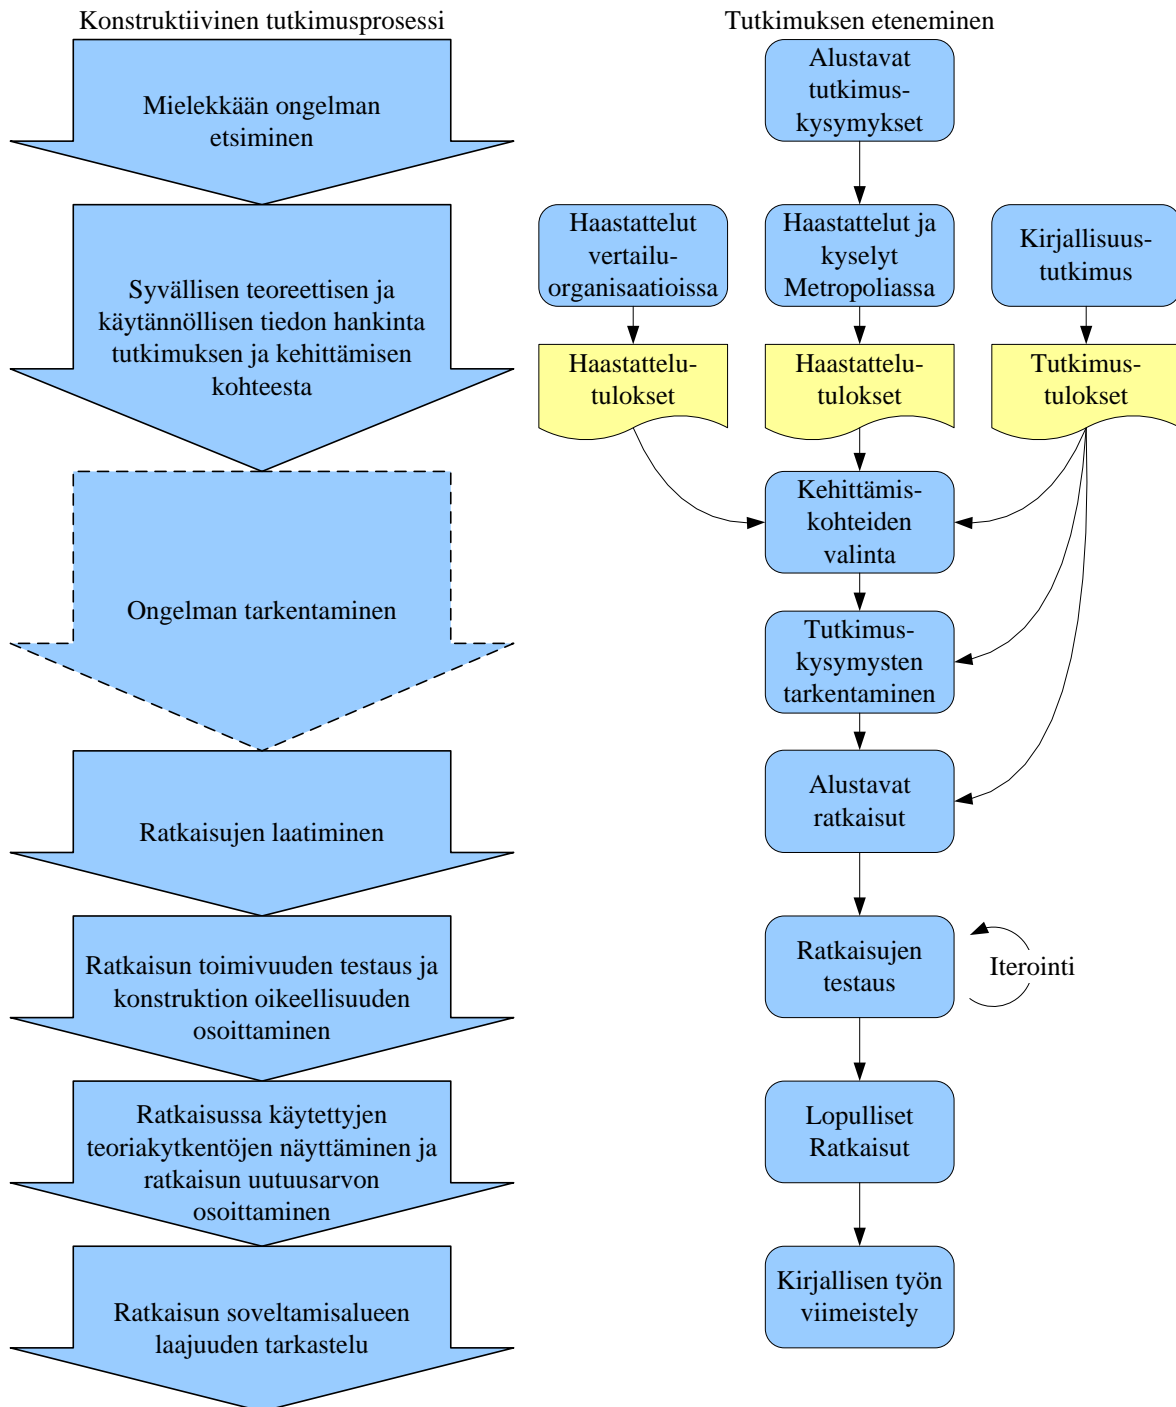 Konstruktiivinen tutkimusprosessi
Mielekkään ongelman
etsiminen
Syvällisen teoreettisen ja
käytännöllisen tiedon hankinta
tutkimuksen ja kehittämisen
kohteesta
Ongelman tarkentaminen
Ratkaisujen laatiminen
Ratkaisun toimivuuden testaus ja
konstruktion oikeellisuuden
osoittaminen
Ratkaisussa käytettyjen
teoriakytkentöjen näyttäminen ja
ratkaisun uutuusarvon
osoittaminen
Ratkaisun soveltamisalueen
laajuuden tarkastelu
Tutkimuksen eteneminen
Alustavat
tutkimus-
kysymykset
Haastattelut
vertailu-
organisaatioissa
Haastattelut ja
kyselyt
Metropoliassa
Kirjallisuus-
tutkimus
Haastattelu-
tulokset
Haastattelu-
tulokset
Tutkimus-
tulokset
Kehittämis-
kohteiden
valinta
Tutkimus-
kysymysten
tarkentaminen
Alustavat
ratkaisut
Ratkaisujen
testaus
Iterointi
Lopulliset
Ratkaisut
Kirjallisen työn
viimeistely